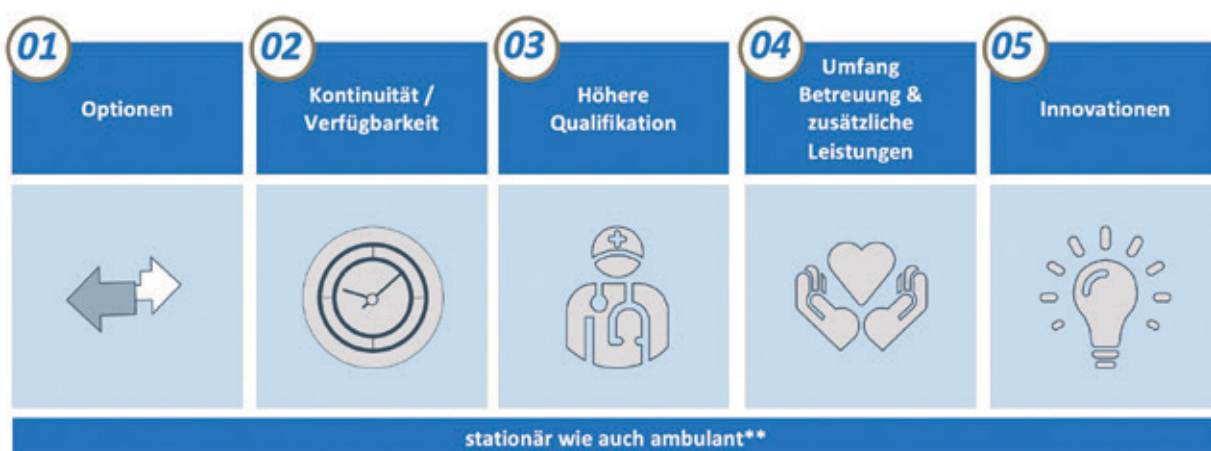 01
Optionen
02
Kontinuität /
Verfügbarkeit
03
Höhere
Qualifikation
04
Umfang
Betreuung &
zusätzliche
Leistungen
05
Innovationen
stationär wie auch ambulant**